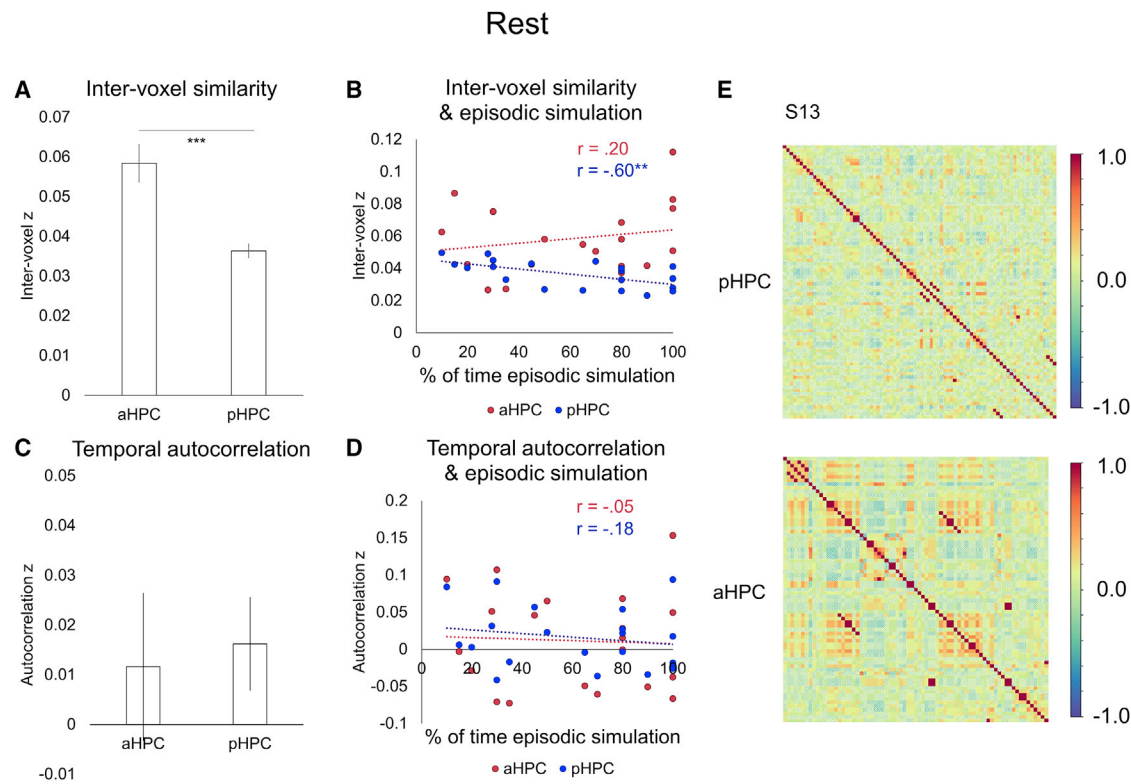 Rest
A
Inter-voxel similarity
0.07
0.06
0.05
0.04
0.03
0.02
0.01
0
Inter-voxel z
***
aHPC
pHPC
B
Inter-voxel similarity
& episodic simulation
r = .20
r = -.60**
0.12
0.1
0.08
0.06
0.04
0.02
0
Inter-voxel z
0 20 40 60 80 100
% of time episodic simulation
aHPC pHPC
C
Temporal autocorrelation
0.05
0.04
0.03
0.02
0.01
0
-0.01
Autocorrelation z
aHPC
pHPC
D
Temporal autocorrelation
& episodic simulation
r = -.05
r = -.18
0.2
0.15
0.1
0.05
0
-0.05
-0.1
Autocorrelation z
0 20 40 60 80 100
% of time episodic simulation
aHPC pHPC
E
S13
pHPC
1.0
0.0
-1.0
aHPC
1.0
0.0
-1.0